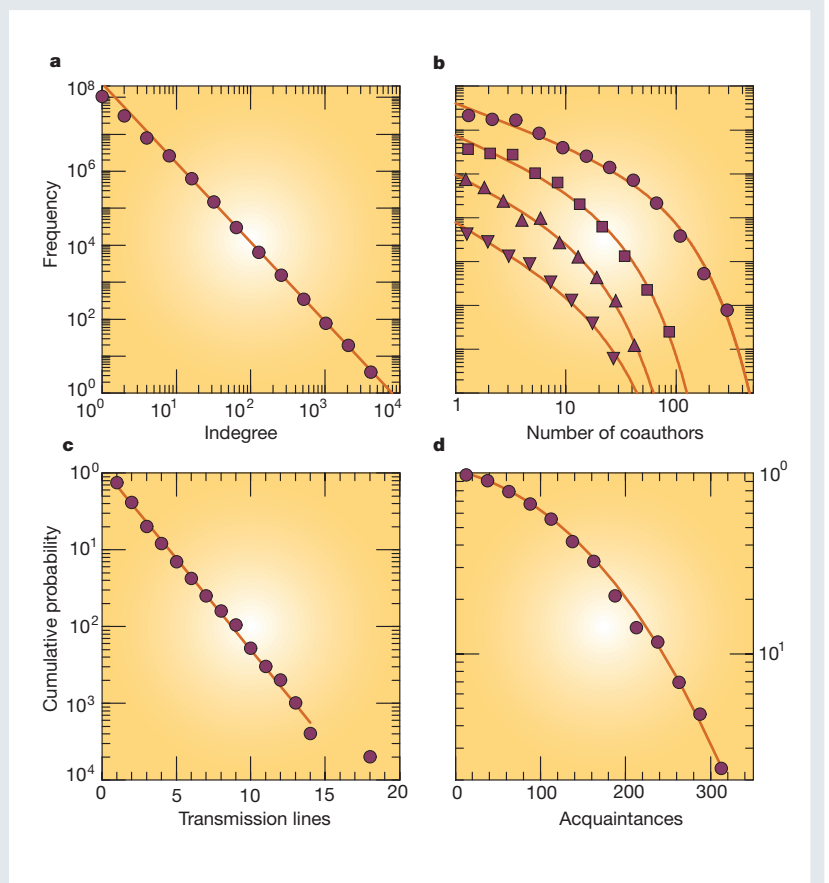 a
b
10⁸
10⁶
10⁴
10²
10⁰
Frequency
10⁰ 10¹ 10² 10³ 10⁴
Indegree
1 10 100
Number of coauthors
c
d
10⁰
10¹
10²
10³
10⁴
Cumulative probability
0 5 10 15 20
Transmission lines
10⁰
10¹
0 100 200 300
Acquaintances